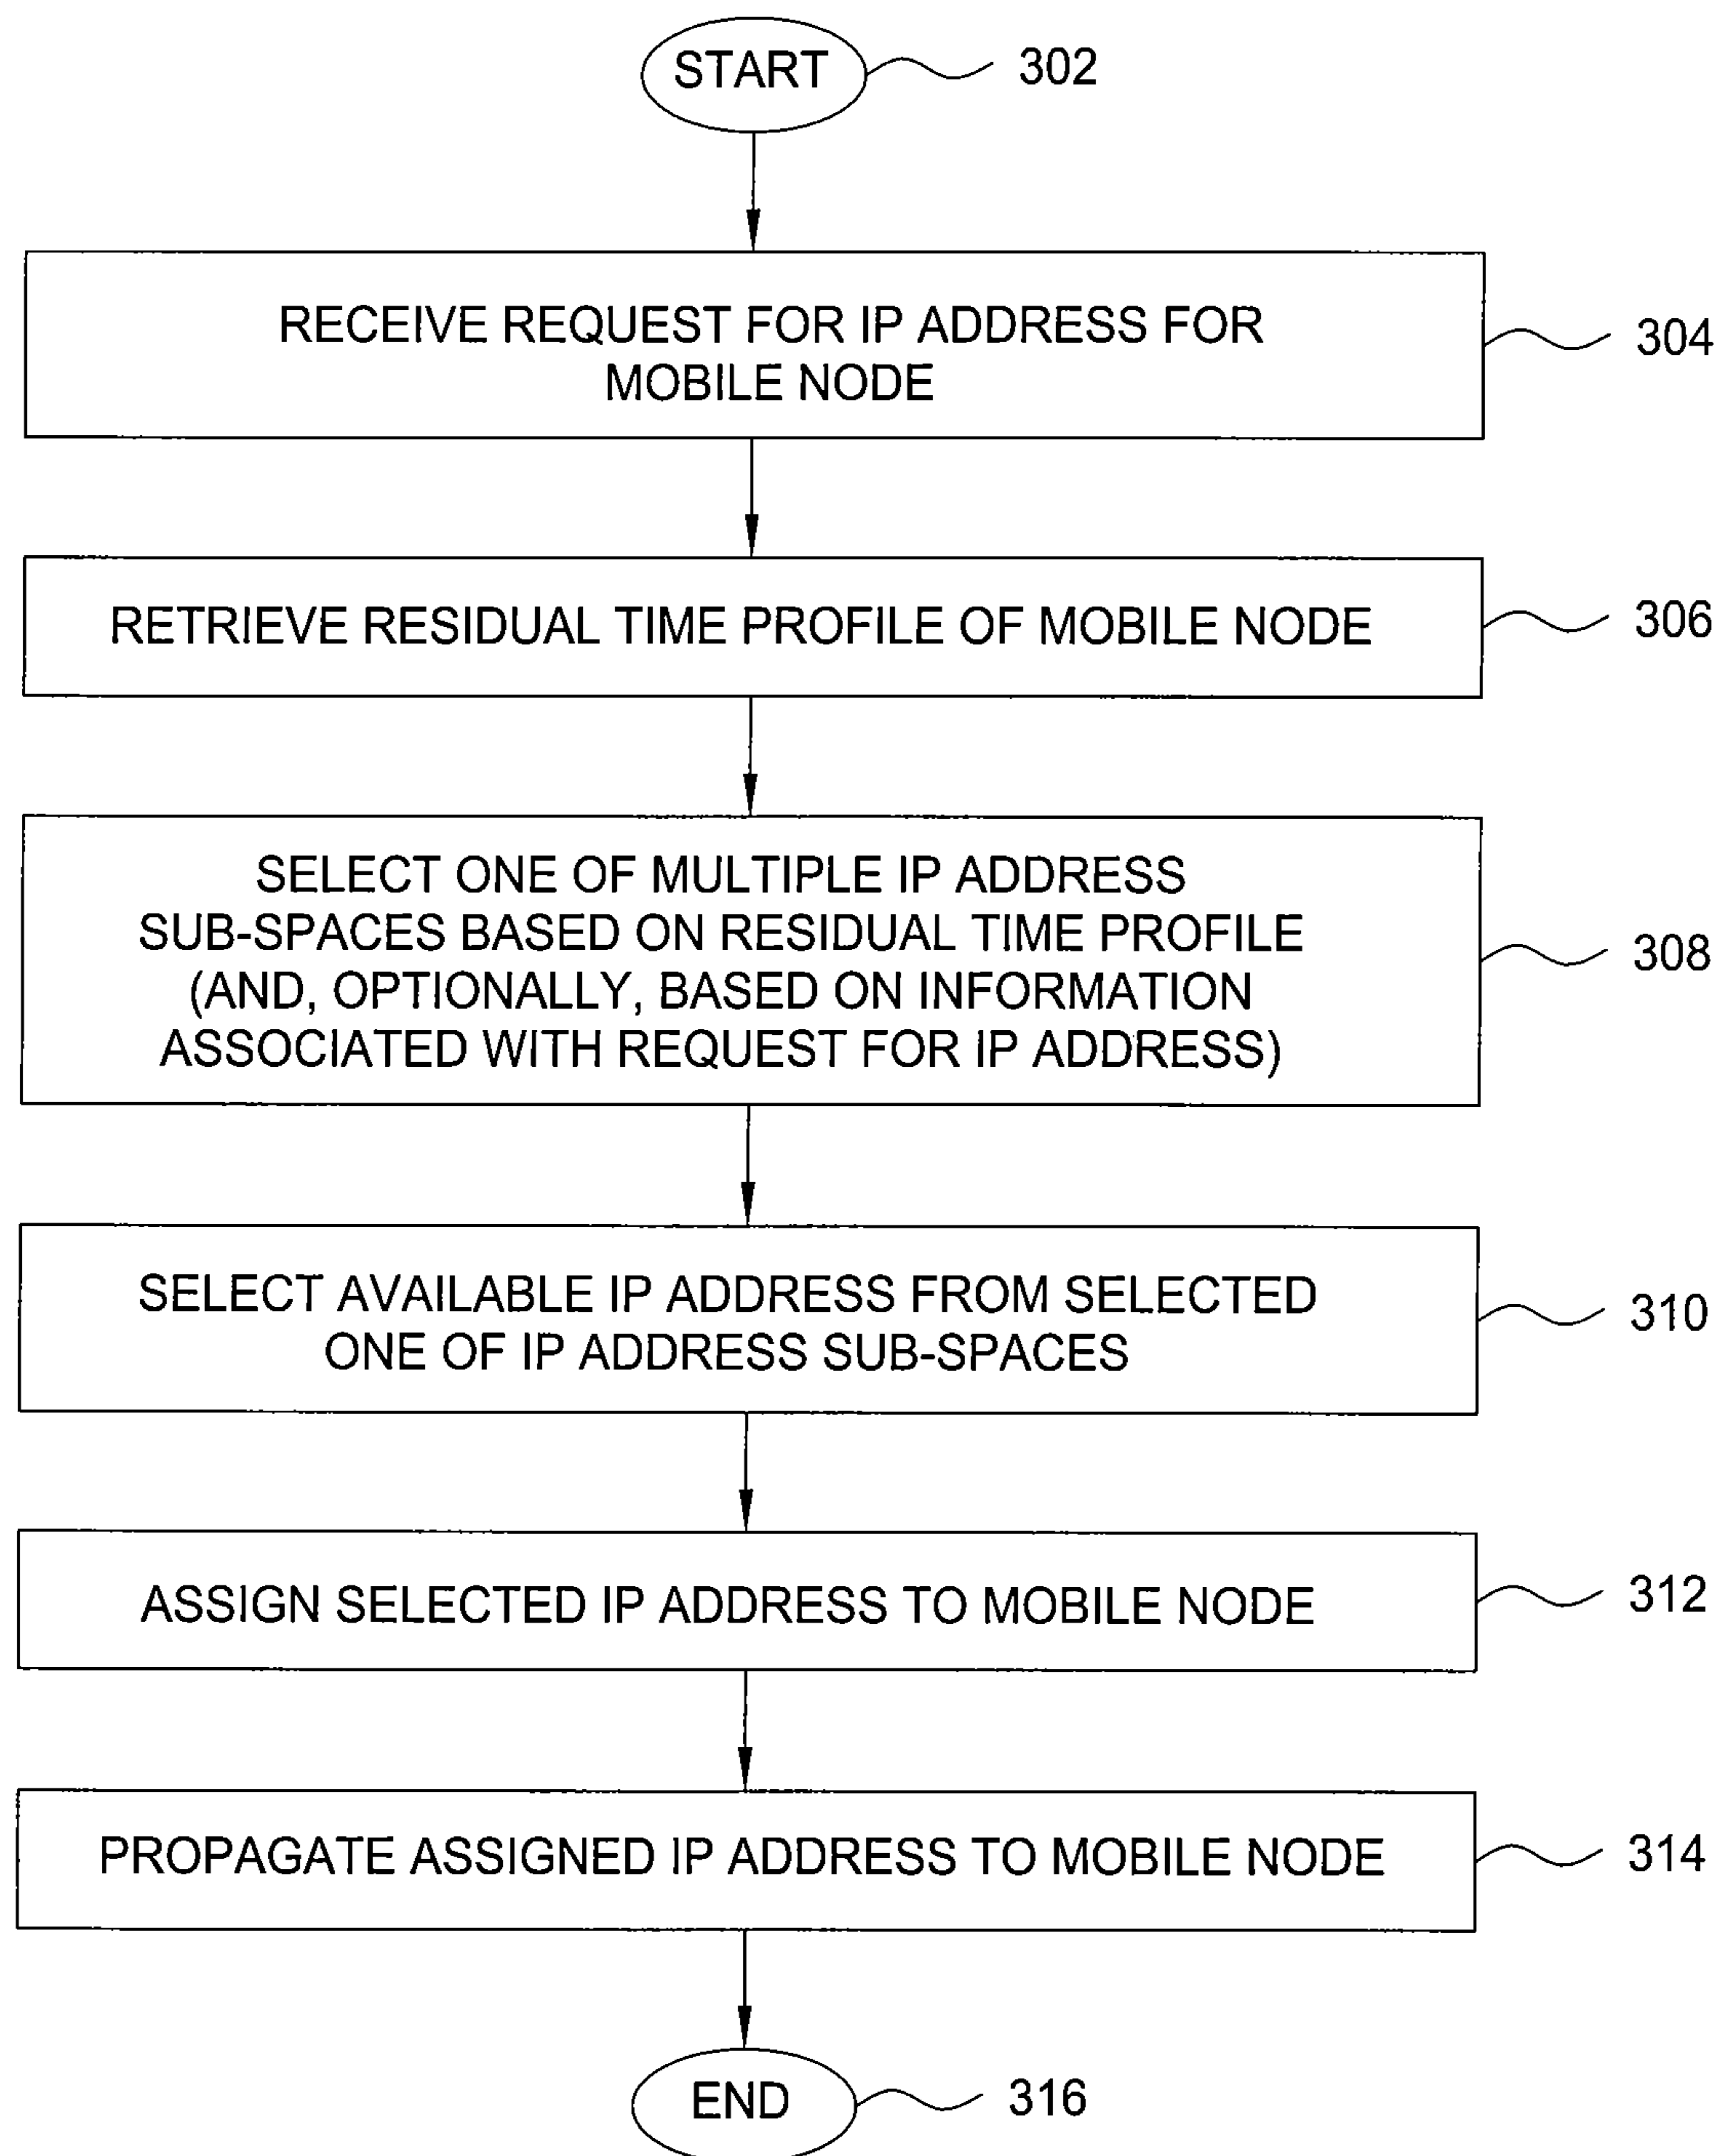 START
302
RECEIVE REQUEST FOR IP ADDRESS FOR
MOBILE NODE
304
RETRIEVE RESIDUAL TIME PROFILE OF MOBILE NODE
306
SELECT ONE OF MULTIPLE IP ADDRESS
SUB-SPACES BASED ON RESIDUAL TIME PROFILE
(AND, OPTIONALLY, BASED ON INFORMATION
ASSOCIATED WITH REQUEST FOR IP ADDRESS)
308
SELECT AVAILABLE IP ADDRESS FROM SELECTED
ONE OF IP ADDRESS SUB-SPACES
310
ASSIGN SELECTED IP ADDRESS TO MOBILE NODE
312
PROPAGATE ASSIGNED IP ADDRESS TO MOBILE NODE
314
END
316